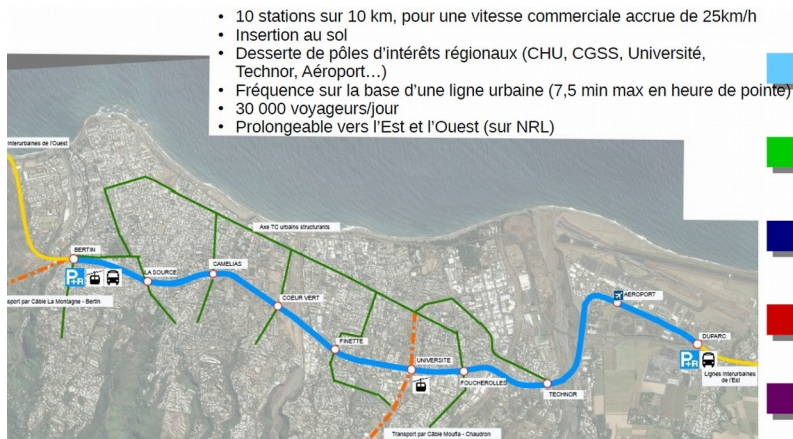 10 stations sur 10 km, pour une vitesse commerciale accrue de 25km/h
Insertion au sol
Desserte de pôles d'intérêts régionaux (CHU, CGSS, Université,
Technor, Aéroport…)
Fréquence sur la base d'une ligne urbaine (7,5 min max en heure de pointe)
30 000 voyageurs/jour
Prolongeable vers l'Est et l'Ouest (sur NRL)
Interurbaines de l'Ouest
Axe TC urbains structurants
BERTIN
P+R
LA SOURCE
CAMELIAS
sport par Câble La Montagne - Bertin
COEUR VERT
AEROPORT
FINETTE
DUPARC
UNIVERSITE
P+R
FOUCHEROLLES
Lignes Interurbaines
de l'Est
TECHNOR
Transport par Câble Moufia - Chaudron